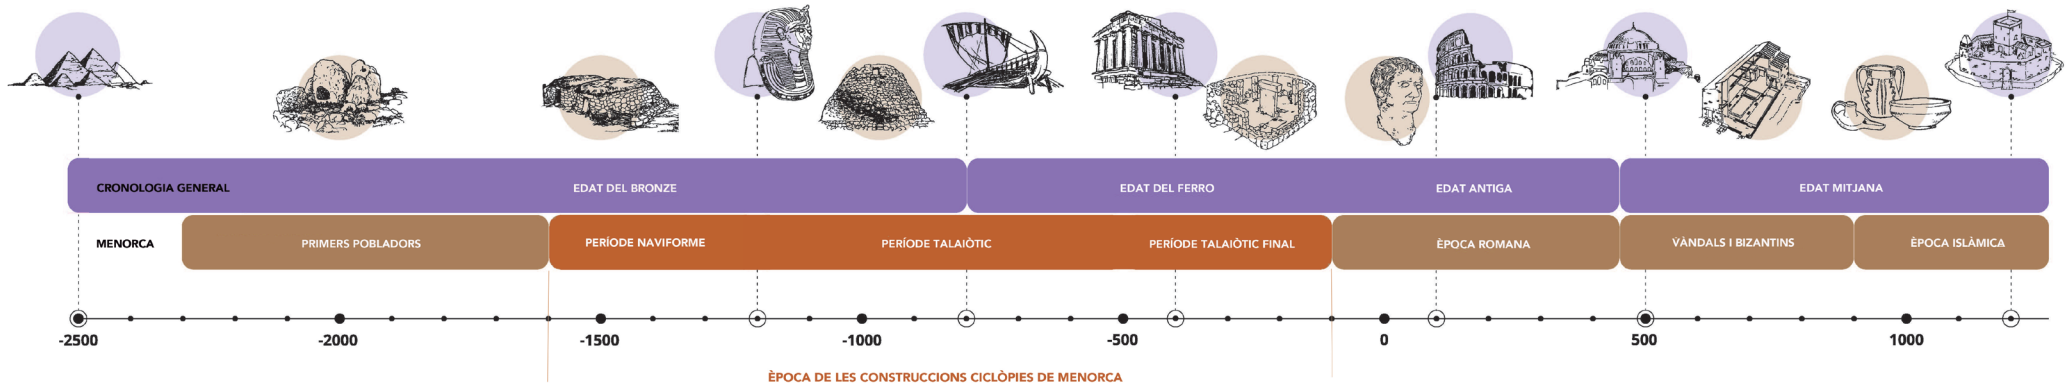 CRONOLOGIA GENERAL
EDAT DEL BRONZE
EDAT DEL FERRO
EDAT ANTIGA
EDAT MITJANA
MENORCA
PRIMERS POBLADORS
PERÍODE NAVIFORME
PERÍODE TALAIÒTIC
PERÍODE TALAIÒTIC FINAL
ÈPOCA ROMANA
VÀNDALS I BIZANTINS
ÈPOCA ISLÀMICA
-2500
-2000
-1500
-1000
-500
0
500
1000
ÈPOCA DE LES CONSTRUCCIONS CICLÒPIES DE MENORCA